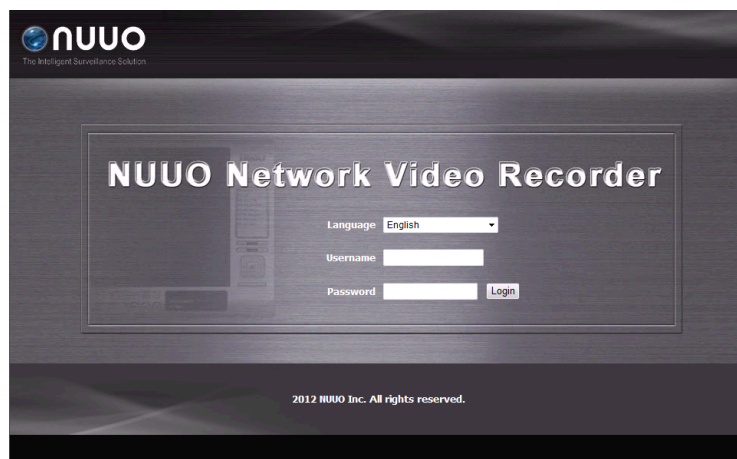 NUUO
The Intelligent Surveillance Solution
NUUO Network Video Recorder
Language English
Username
Password Login
2012 NUUO Inc. All rights reserved.